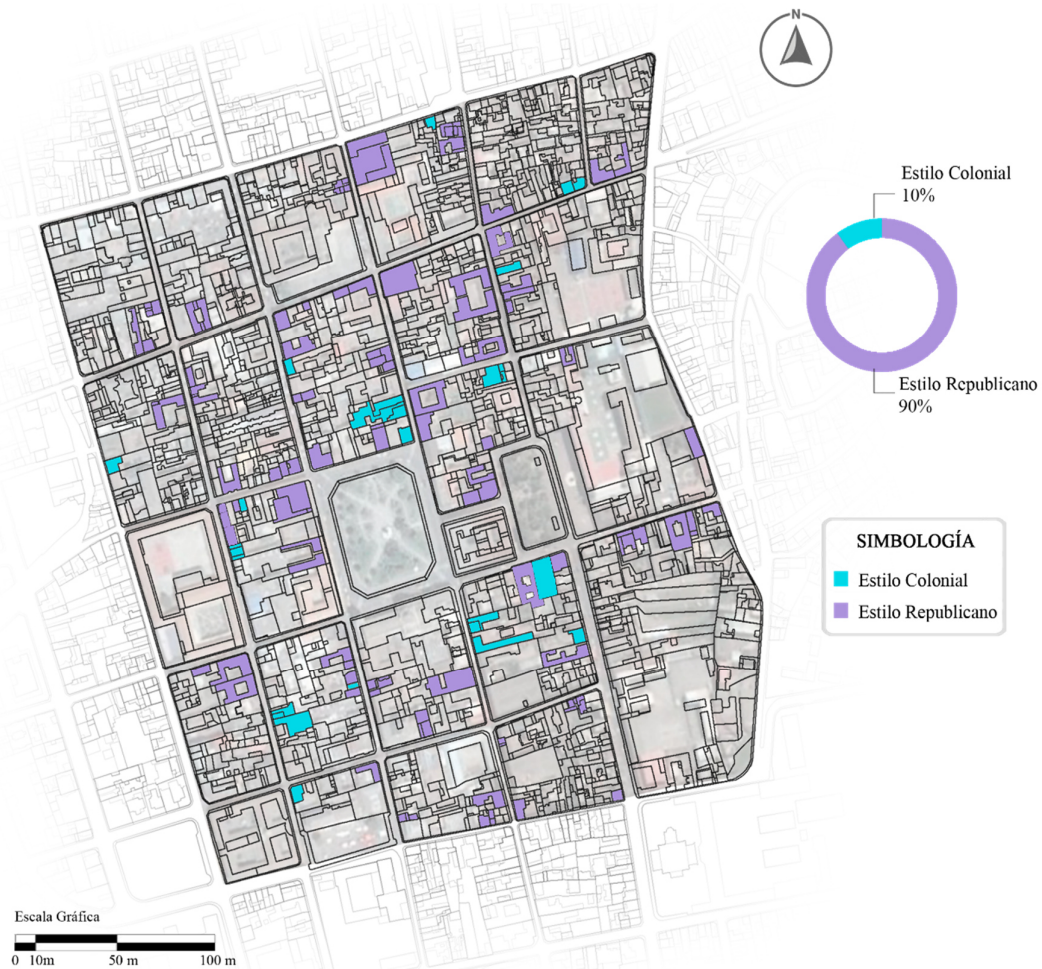 N
Estilo Colonial
10%
Estilo Republicano
90%
SIMBOLOGÍA
Estilo Colonial
Estilo Republicano
Escala Gráfica
0 10m 50 m 100 m